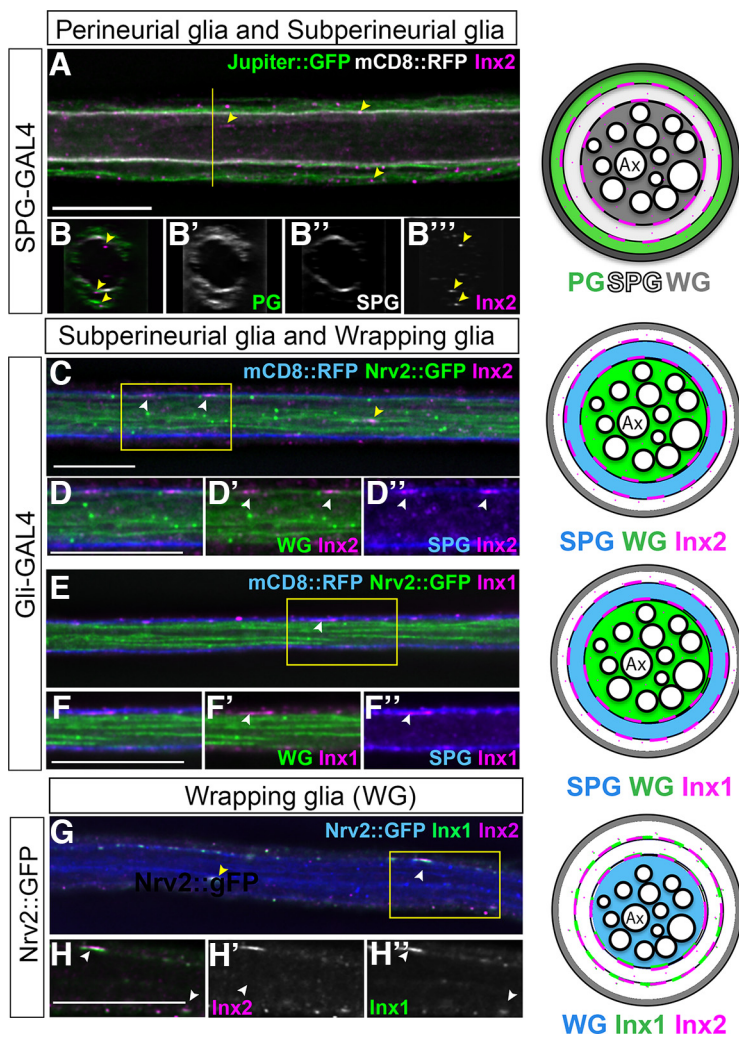 Perineurial glia and Subperineurial glia
SPG-GAL4
A
Jupiter::GFP mCD8::RFP Inx2
B
B'
PG
B''
SPG
B'''
Inx2
Ax
PG SPG WG
Subperineurial glia and Wrapping glia
Gli-GAL4
C
mCD8::RFP Nrv2::GFP Inx2
D
D'
WG Inx2
D''
SPG Inx2
Ax
SPG WG Inx2
E
mCD8::RFP Nrv2::GFP Inx1
F
F'
WG Inx1
F''
SPG Inx1
Ax
SPG WG Inx1
Wrapping glia (WG)
Nrv2::GFP
G
Nrv2::GFP Inx1 Inx2
Nrv2::gFP
H
Inx2
H'
H''
Inx1
Ax
WG Inx1 Inx2